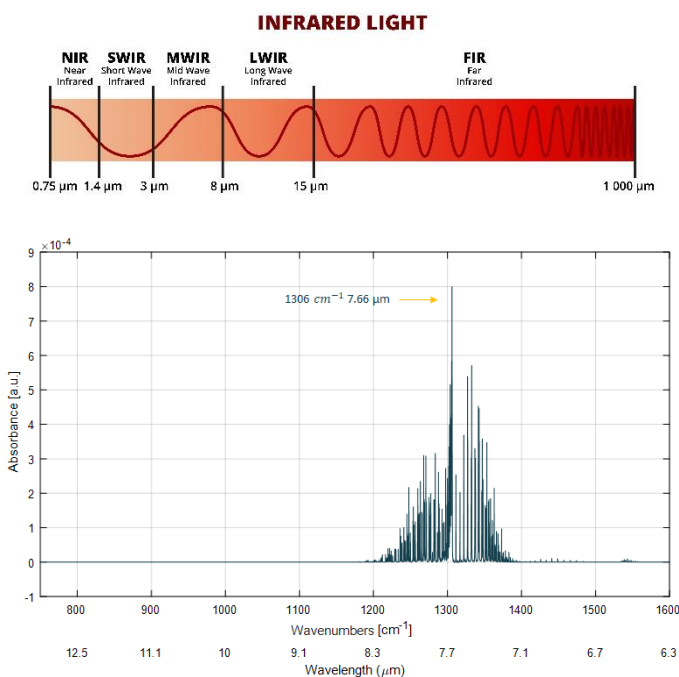 INFRARED LIGHT
NIR SWIR MWIR LWIR FIR
Near Short Wave Mid Wave Long Wave Far
Infrared Infrared Infrared Infrared Infrared
0.75 µm 1.4 µm 3 µm 8 µm 15 µm 1 000 µm
×10⁻⁴
9
8
7
6
5
4
3
2
1
0
-1
Absorbance [a.u.]
1306 cm⁻¹ 7.66 µm
800 900 1000 1100 1200 1300 1400 1500 1600
Wavenumbers [cm⁻¹]
12.5 11.1 10 9.1 8.3 7.7 7.1 6.7 6.3
Wavelength (µm)